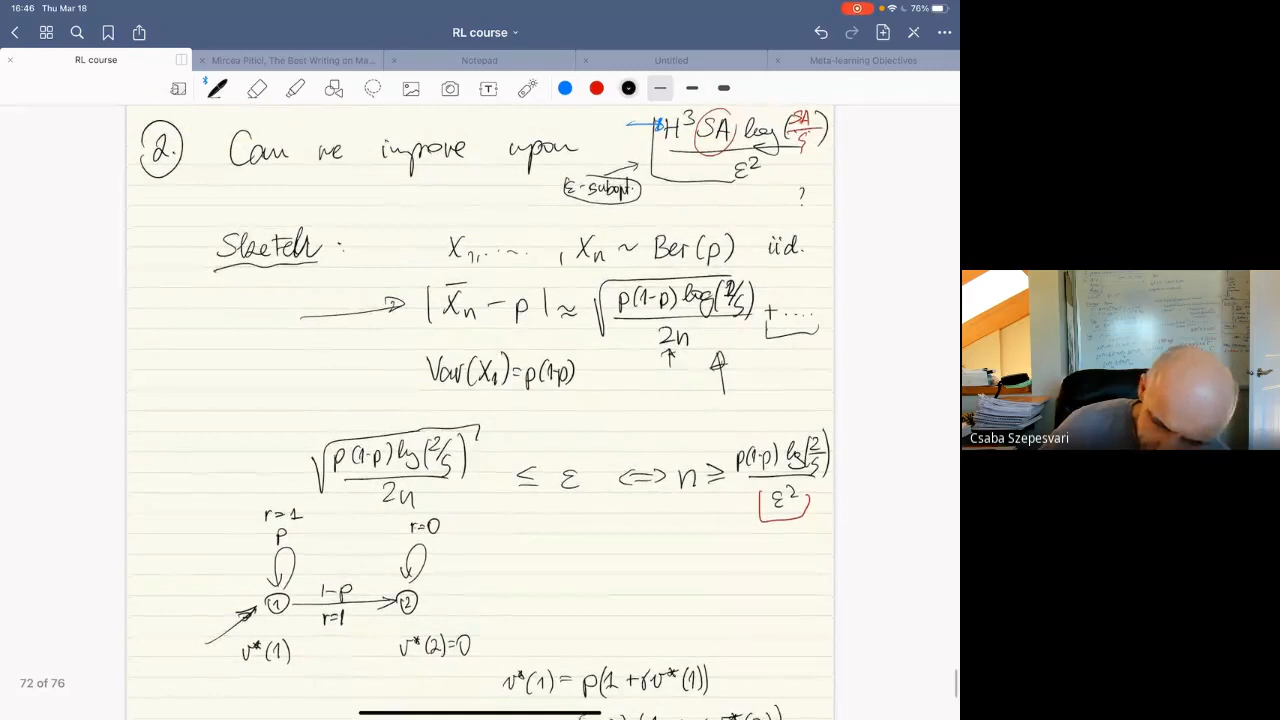 16:46 Thu Mar 18
76%
RL course
RL course
Mircea Pitici, The Best Writing on Ma...
Notepad
Untitled
Meta-learning Objectives
2. Can we improve upon H³ SA log(SA/δ) / ε² ?
ε-subopt.
Sketch : X₁, ..., Xₙ ~ Ber(p) iid.
|X̄ₙ - p| ≈ √(p(1-p) log(2/δ) / 2n) + ....
Var(X₁) = p(1-p)
√(p(1-p) log(2/δ) / 2n) ≤ ε ⟺ n ≥ p(1-p) log(2/δ) / ε²
r=1
p
r=0
1 1-p 2
r=1
v*(1) v*(2)=0
v*(1) = p(1 + γv*(1))
Csaba Szepesvari
72 of 76